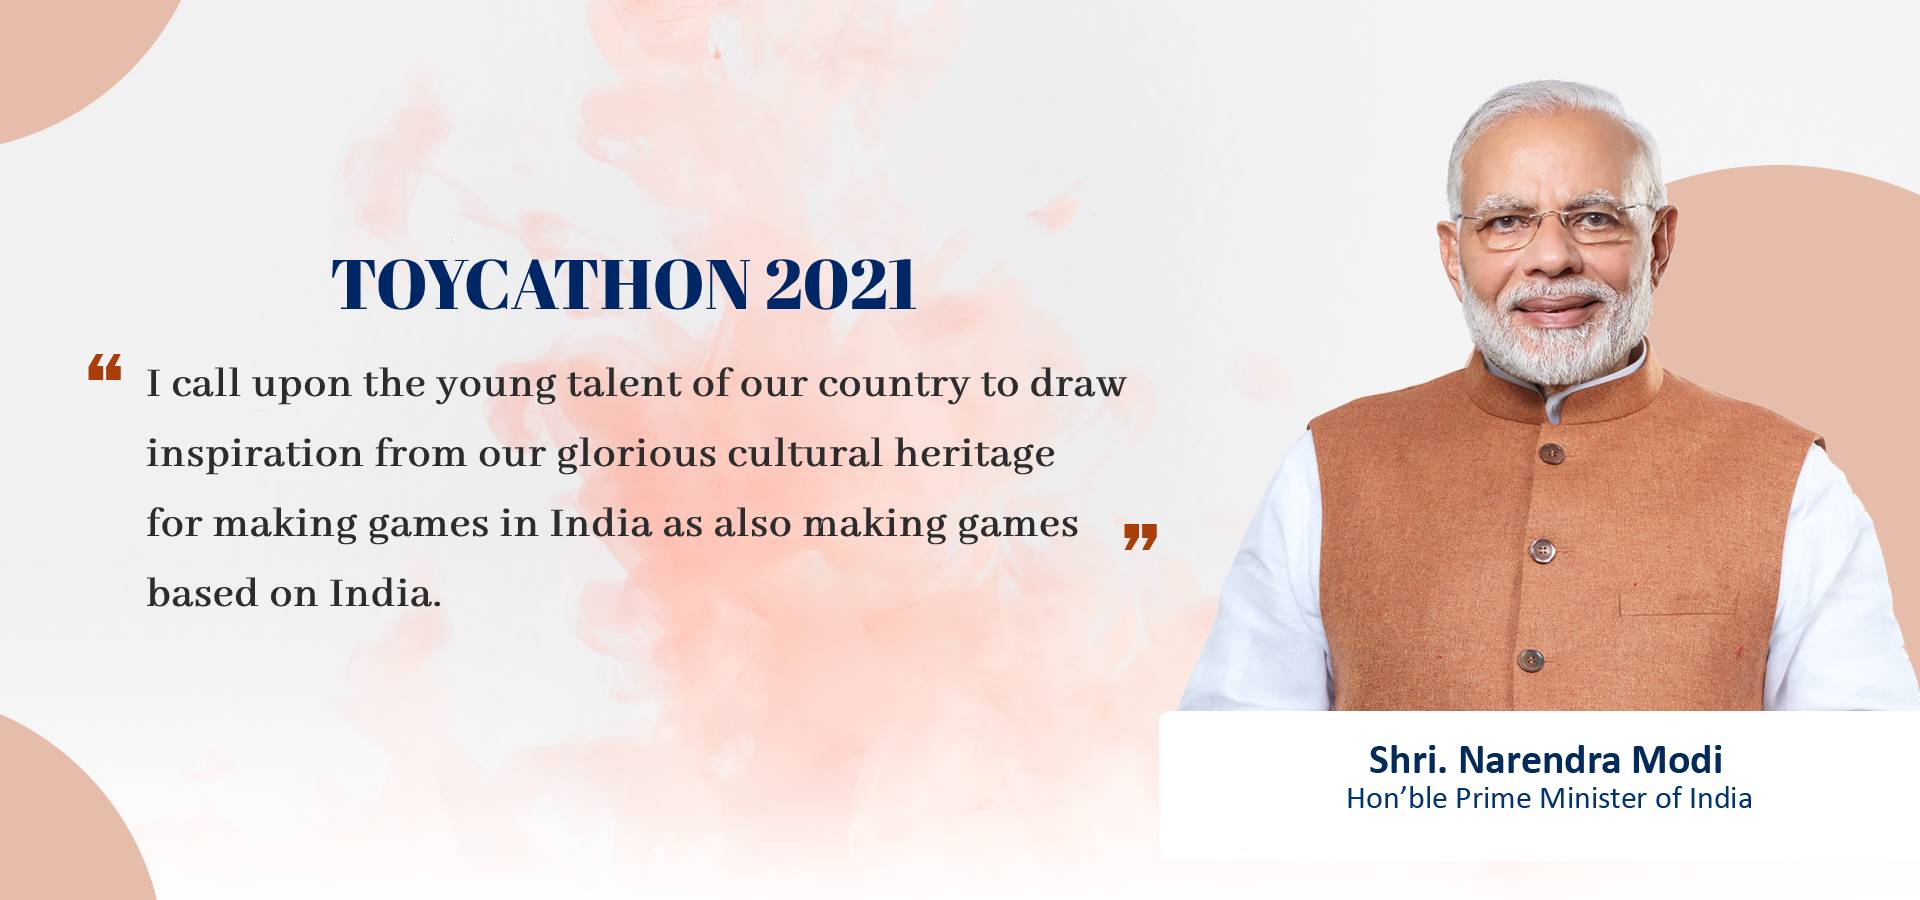 TOYCATHON 2021
❝ I call upon the young talent of our country to draw
inspiration from our glorious cultural heritage
for making games in India as also making games ❞
based on India.
Shri. Narendra Modi
Hon’ble Prime Minister of India